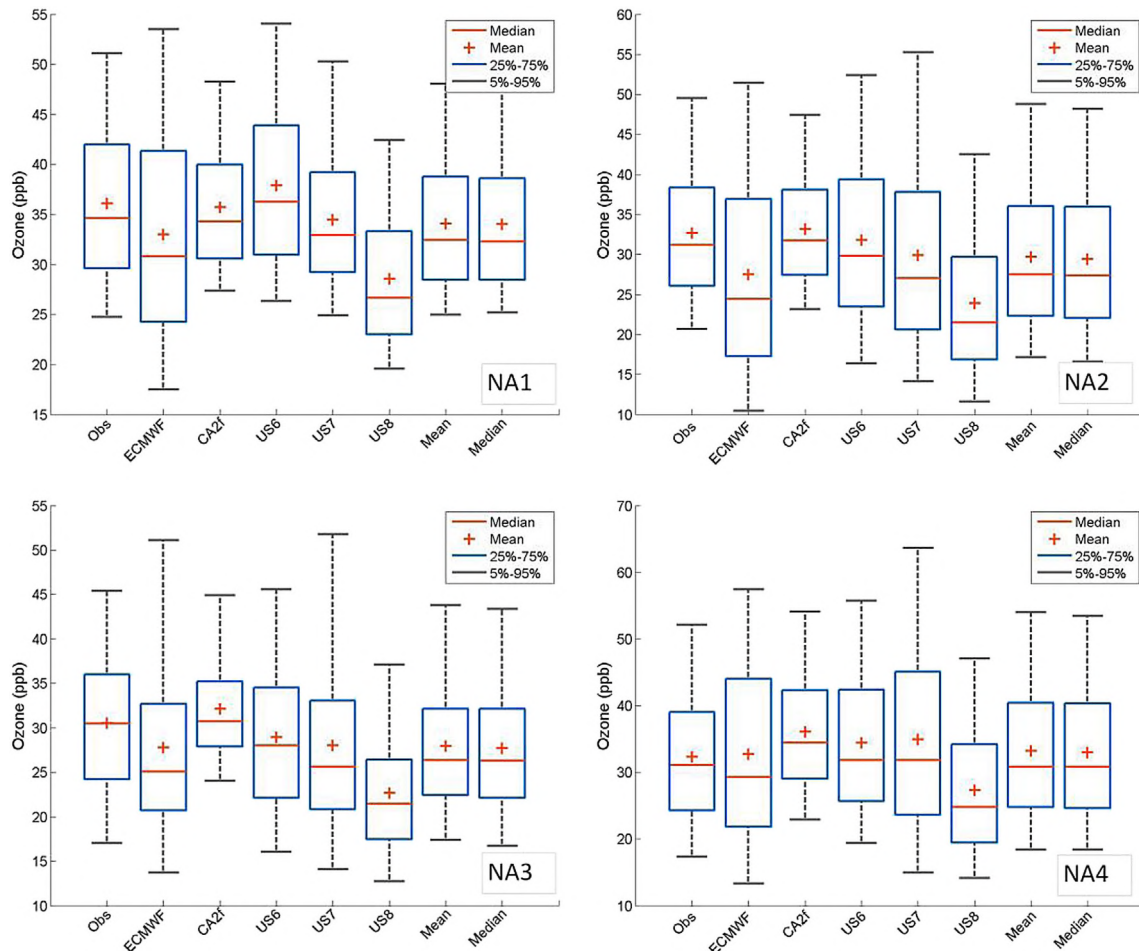 55
50
45
40
35
30
25
20
15
Ozone (ppb)
Median
Mean
25%-75%
5%-95%
NA1
Obs
ECMWF
CA2f
US6
US7
US8
Mean
Median
60
55
50
45
40
35
30
25
20
15
10
Ozone (ppb)
Median
Mean
25%-75%
5%-95%
NA2
Obs
ECMWF
CA2f
US6
US7
US8
Mean
Median
55
50
45
40
35
30
25
20
15
10
Ozone (ppb)
Median
Mean
25%-75%
5%-95%
NA3
Obs
ECMWF
CA2f
US6
US7
US8
Mean
Median
70
60
50
40
30
20
10
Ozone (ppb)
Median
Mean
25%-75%
5%-95%
NA4
Obs
ECMWF
CA2f
US6
US7
US8
Mean
Median